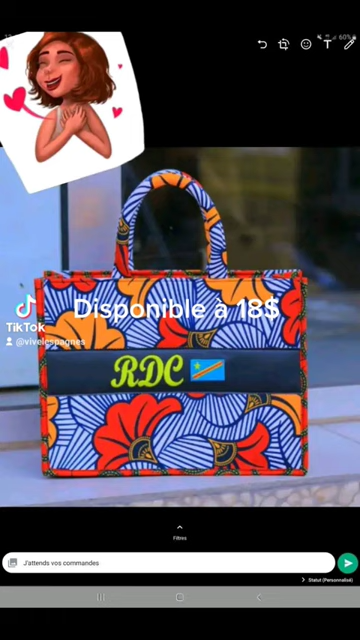 T
Disponible à 18$
TikTok
@vivelespagnes
RDC
Filtres
J'attends vos commandes
Statut (Personnalisé)